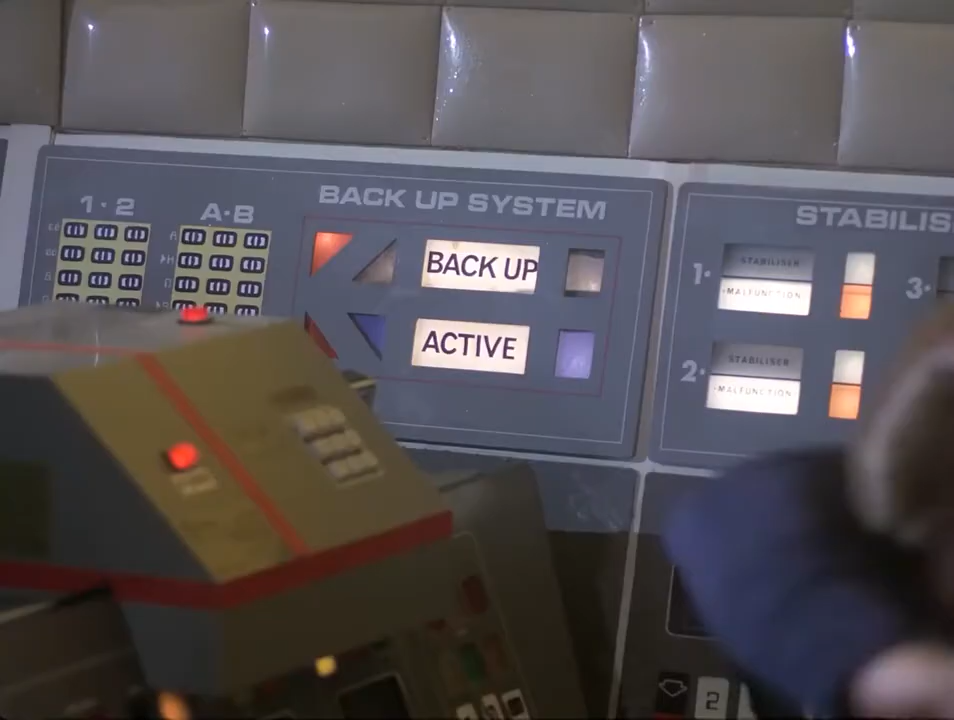 1·2
A·B
BACK UP SYSTEM
BACK UP
ACTIVE
STABILIS
1·
STABILISER
·MALFUNCTION
3·
2·
STABILISER
·MALFUNCTION
2